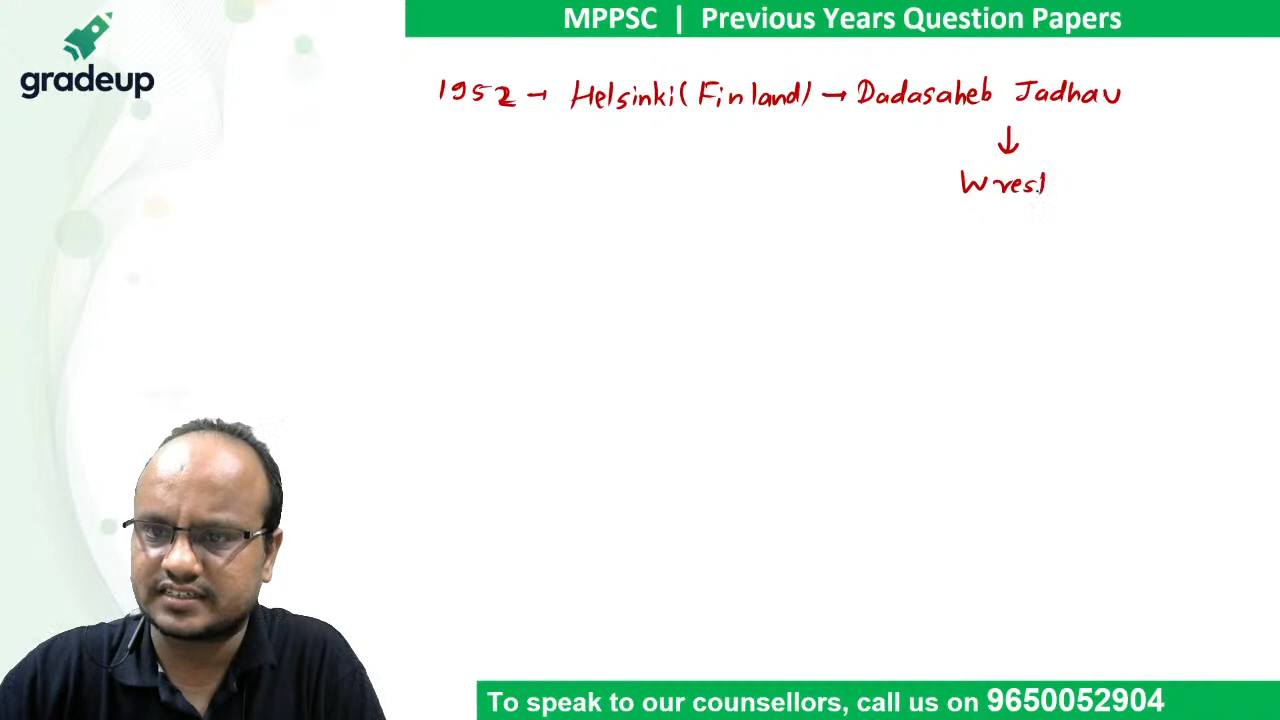 gradeup
MPPSC | Previous Years Question Papers
1952 → Helsinki (Finland) → Dadasaheb Jadhav
↓
Wrest
To speak to our counsellors, call us on 9650052904